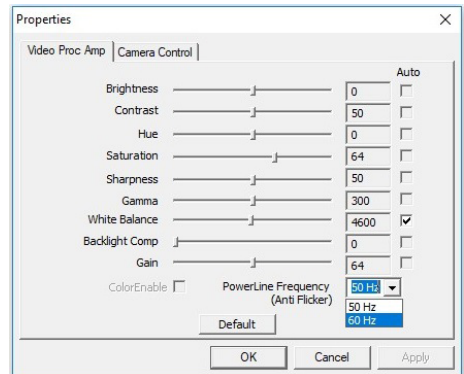 Properties
Video Proc Amp Camera Control
Auto
Brightness 0
Contrast 50
Hue 0
Saturation 64
Sharpness 50
Gamma 300
White Balance 4600
Backlight Comp 0
Gain 64
ColorEnable PowerLine Frequency 50 Hz
(Anti Flicker) 50 Hz
60 Hz
Default
OK Cancel Apply